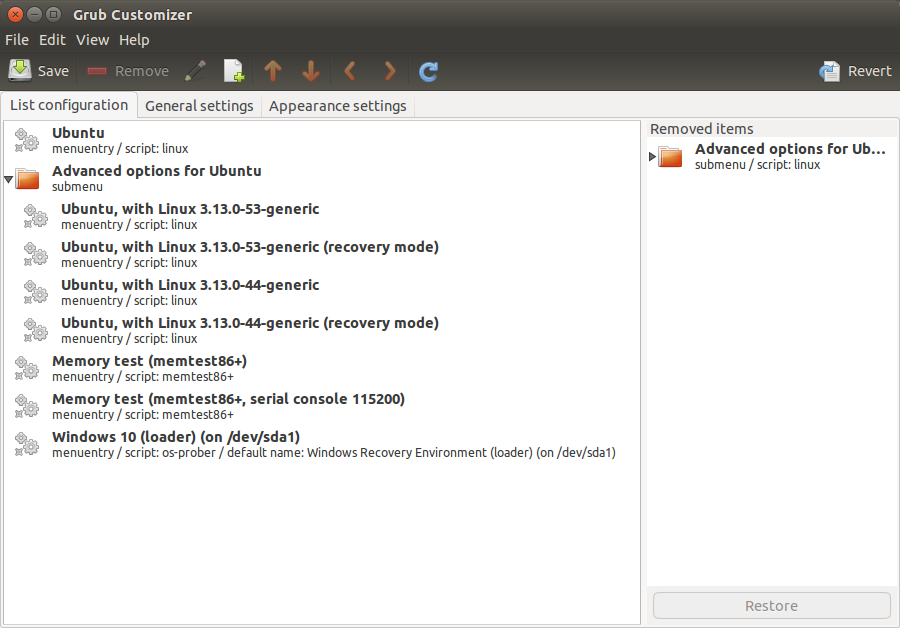 Grub Customizer
File Edit View Help
Save Remove Revert
List configuration General settings Appearance settings
Ubuntu
menuentry / script: linux
Advanced options for Ubuntu
submenu
Ubuntu, with Linux 3.13.0-53-generic
menuentry / script: linux
Ubuntu, with Linux 3.13.0-53-generic (recovery mode)
menuentry / script: linux
Ubuntu, with Linux 3.13.0-44-generic
menuentry / script: linux
Ubuntu, with Linux 3.13.0-44-generic (recovery mode)
menuentry / script: linux
Memory test (memtest86+)
menuentry / script: memtest86+
Memory test (memtest86+, serial console 115200)
menuentry / script: memtest86+
Windows 10 (loader) (on /dev/sda1)
menuentry / script: os-prober / default name: Windows Recovery Environment (loader) (on /dev/sda1)
Removed items
Advanced options for Ub...
submenu / script: linux
Restore